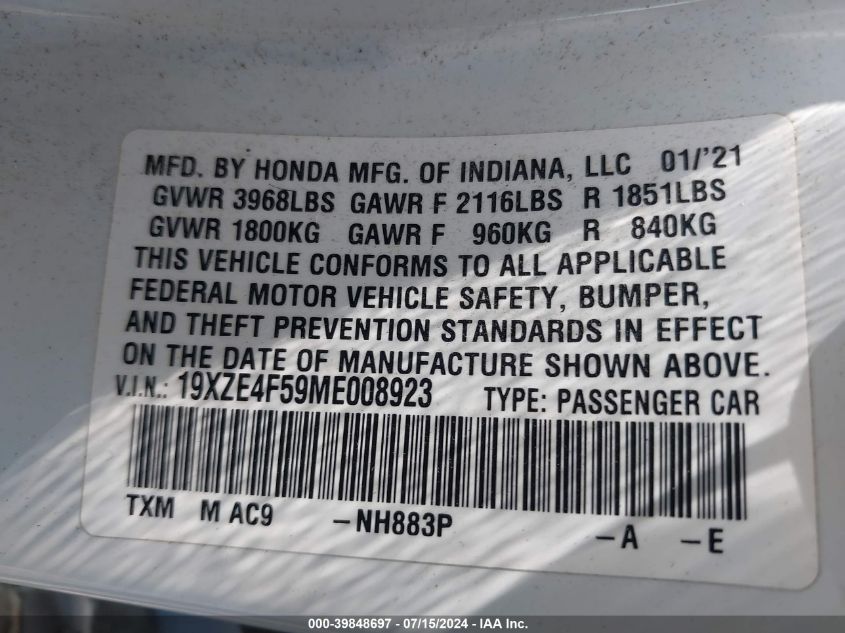 MFD. BY HONDA MFG. OF INDIANA, LLC 01/'21
GVWR 3968LBS GAWR F 2116LBS R 1851LBS
GVWR 1800KG GAWR F 960KG R 840KG
THIS VEHICLE CONFORMS TO ALL APPLICABLE
FEDERAL MOTOR VEHICLE SAFETY, BUMPER,
AND THEFT PREVENTION STANDARDS IN EFFECT
ON THE DATE OF MANUFACTURE SHOWN ABOVE.
V.I.N.: 19XZE4F59ME008923 TYPE: PASSENGER CAR
TXM M AC9 -NH883P -A -E
000-39848697 - 07/15/2024 - IAA Inc.